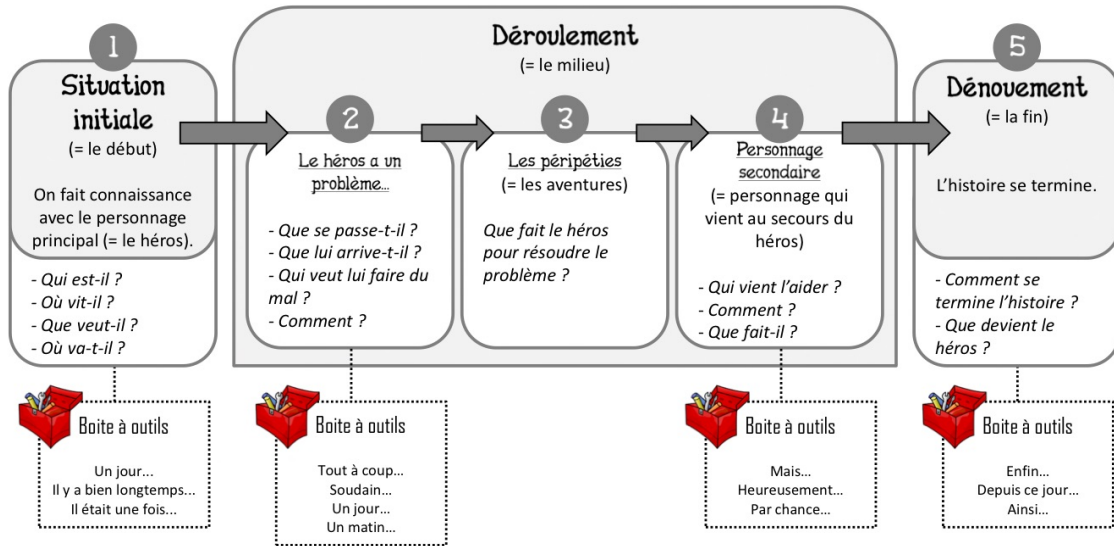 1
Situation
initiale
(= le début)
On fait connaissance
avec le personnage
principal (= le héros).
- Qui est-il ?
- Où vit-il ?
- Que veut-il ?
- Où va-t-il ?
Boite à outils
Un jour...
Il y a bien longtemps...
Il était une fois...
Déroulement
(= le milieu)
2
Le héros a un
problème...
- Que se passe-t-il ?
- Que lui arrive-t-il ?
- Qui veut lui faire du
mal ?
- Comment ?
Boite à outils
Tout à coup...
Soudain...
Un jour...
Un matin...
3
Les péripéties
(= les aventures)
Que fait le héros
pour résoudre le
problème ?
4
Personnage
secondaire
(= personnage qui
vient au secours du
héros)
- Qui vient l'aider ?
- Comment ?
- Que fait-il ?
Boite à outils
Mais...
Heureusement...
Par chance...
5
Dénouement
(= la fin)
L'histoire se termine.
- Comment se
termine l'histoire ?
- Que devient le
héros ?
Boite à outils
Enfin...
Depuis ce jour...
Ainsi...